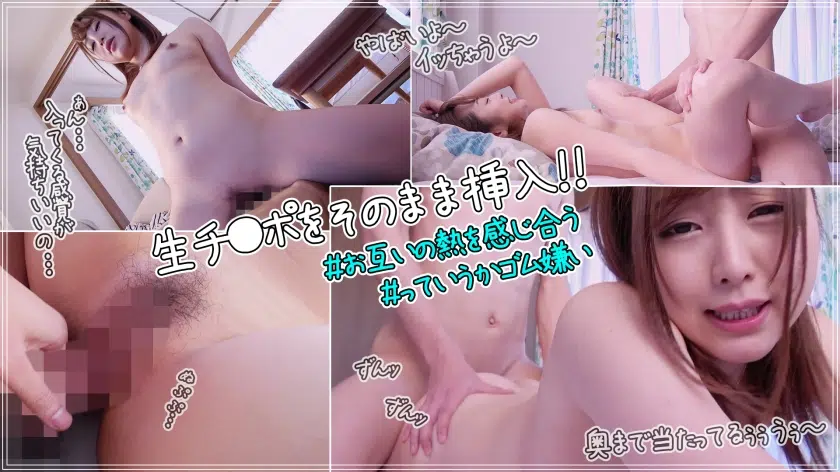 やばいよ～
イッちゃうよ～
ぁん…
入ってくる感覚が
気持ちいいの…
生チ●ポをそのまま挿入!!
#お互いの熱を感じ合う
#っていうかゴム嫌い
ずんッ
ずんッ
奥まで当たってるぅぅぅぅ～